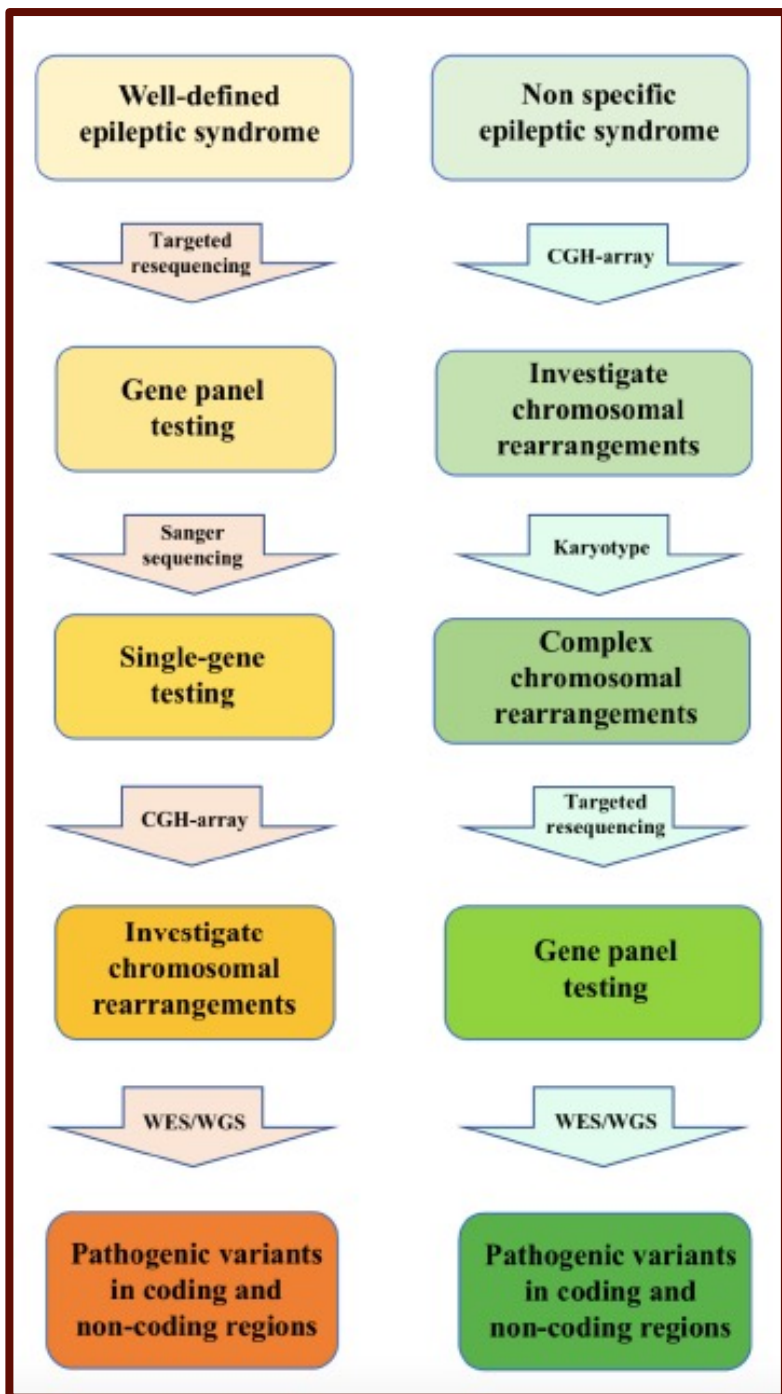 Well-defined
epileptic syndrome
Targeted
resequencing
Gene panel
testing
Sanger
sequencing
Single-gene
testing
CGH-array
Investigate
chromosomal
rearrangements
WES/WGS
Pathogenic variants
in coding and
non-coding regions
Non specific
epileptic syndrome
CGH-array
Investigate
chromosomal
rearrangements
Karyotype
Complex
chromosomal
rearrangements
Targeted
resequencing
Gene panel
testing
WES/WGS
Pathogenic variants
in coding and
non-coding regions